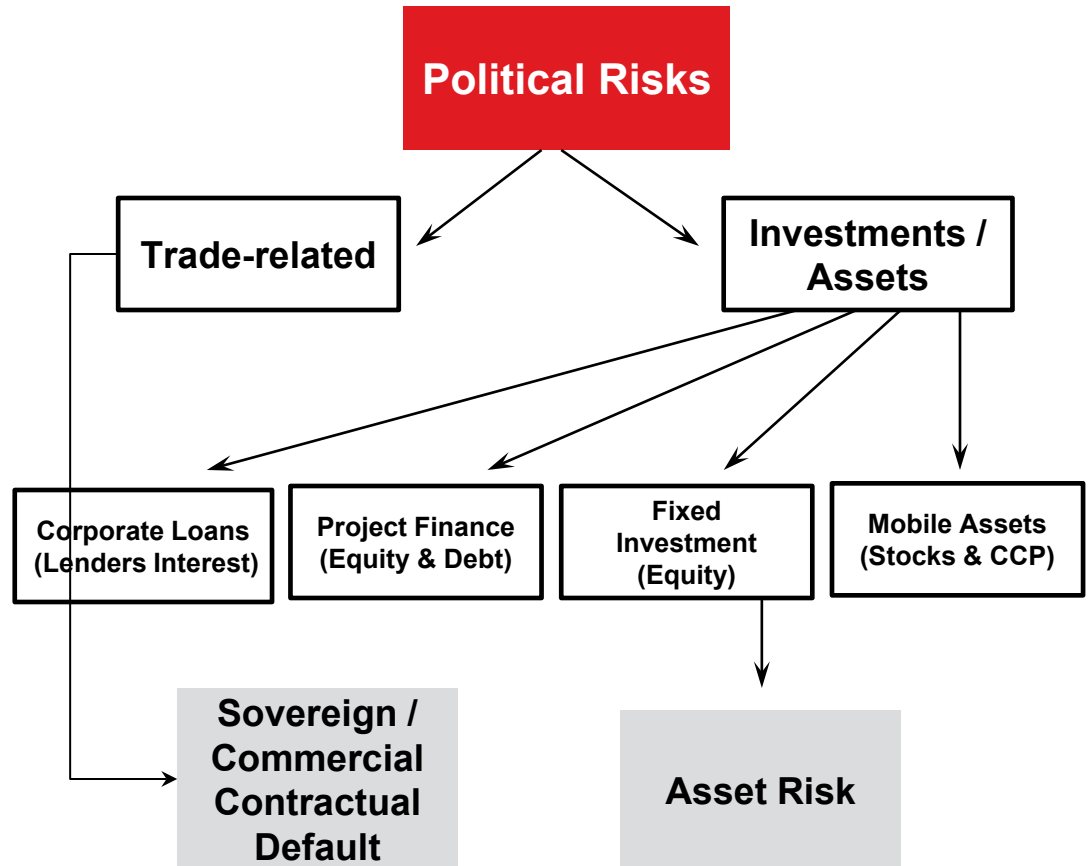 Political Risks
Trade-related
Investments /
Assets
Corporate Loans
(Lenders Interest)
Project Finance
(Equity & Debt)
Fixed
Investment
(Equity)
Mobile Assets
(Stocks & CCP)
Sovereign /
Commercial
Contractual
Default
Asset Risk